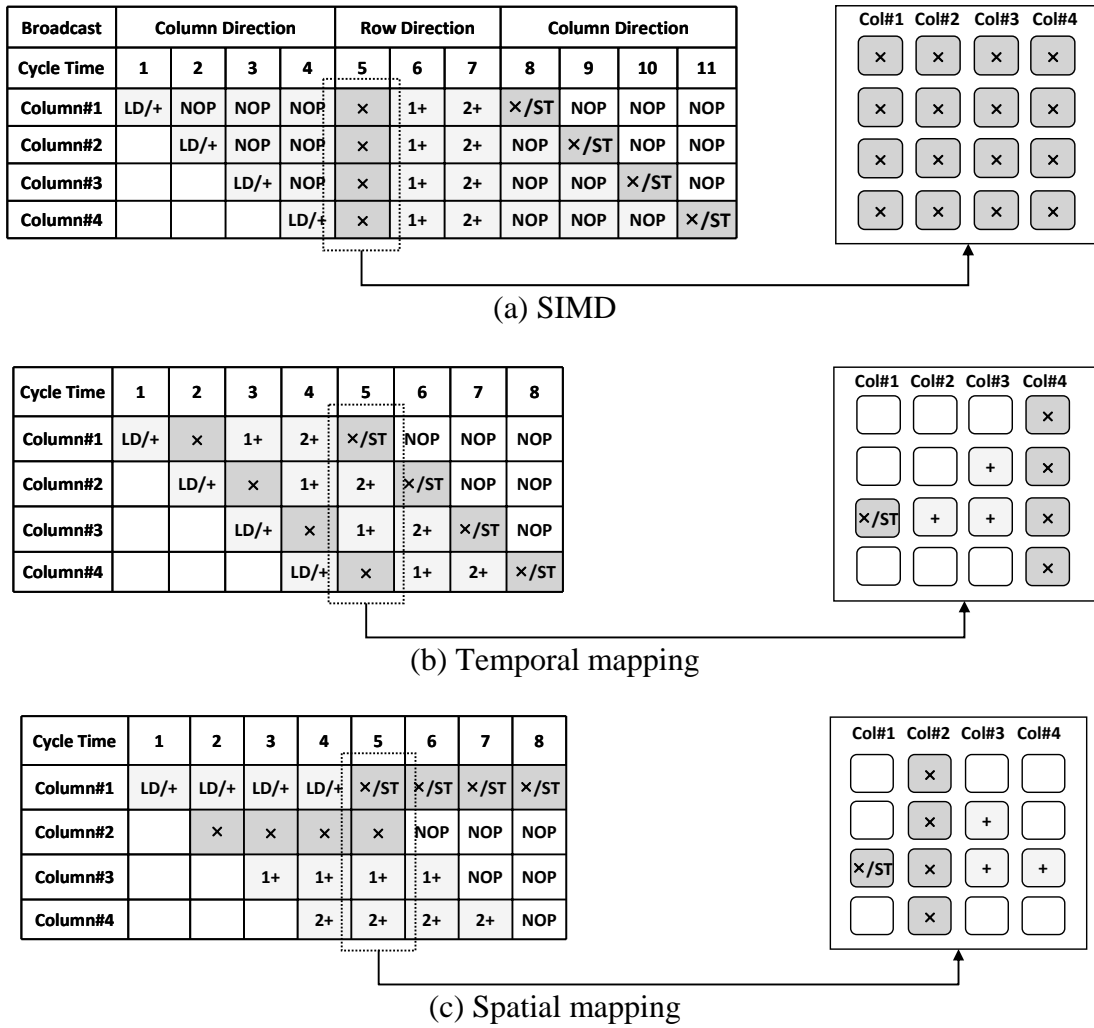 Broadcast Column Direction Row Direction Column Direction
Cycle Time 1 2 3 4 5 6 7 8 9 10 11
Column#1 LD/+ NOP NOP NOP × 1+ 2+ ×/ST NOP NOP NOP
Column#2 LD/+ NOP NOP × 1+ 2+ NOP ×/ST NOP NOP
Column#3 LD/+ NOP × 1+ 2+ NOP NOP ×/ST NOP
Column#4 LD/+ × 1+ 2+ NOP NOP NOP ×/ST
Col#1 Col#2 Col#3 Col#4
× × × ×
× × × ×
× × × ×
× × × ×
(a) SIMD
Cycle Time 1 2 3 4 5 6 7 8
Column#1 LD/+ × 1+ 2+ ×/ST NOP NOP NOP
Column#2 LD/+ × 1+ 2+ ×/ST NOP NOP
Column#3 LD/+ × 1+ 2+ ×/ST NOP
Column#4 LD/+ × 1+ 2+ ×/ST
Col#1 Col#2 Col#3 Col#4
×
+ ×
×/ST + + ×
×
(b) Temporal mapping
Cycle Time 1 2 3 4 5 6 7 8
Column#1 LD/+ LD/+ LD/+ LD/+ ×/ST ×/ST ×/ST ×/ST
Column#2 × × × × NOP NOP NOP
Column#3 1+ 1+ 1+ 1+ NOP NOP
Column#4 2+ 2+ 2+ 2+ NOP
Col#1 Col#2 Col#3 Col#4
×
× +
×/ST × + +
×
(c) Spatial mapping